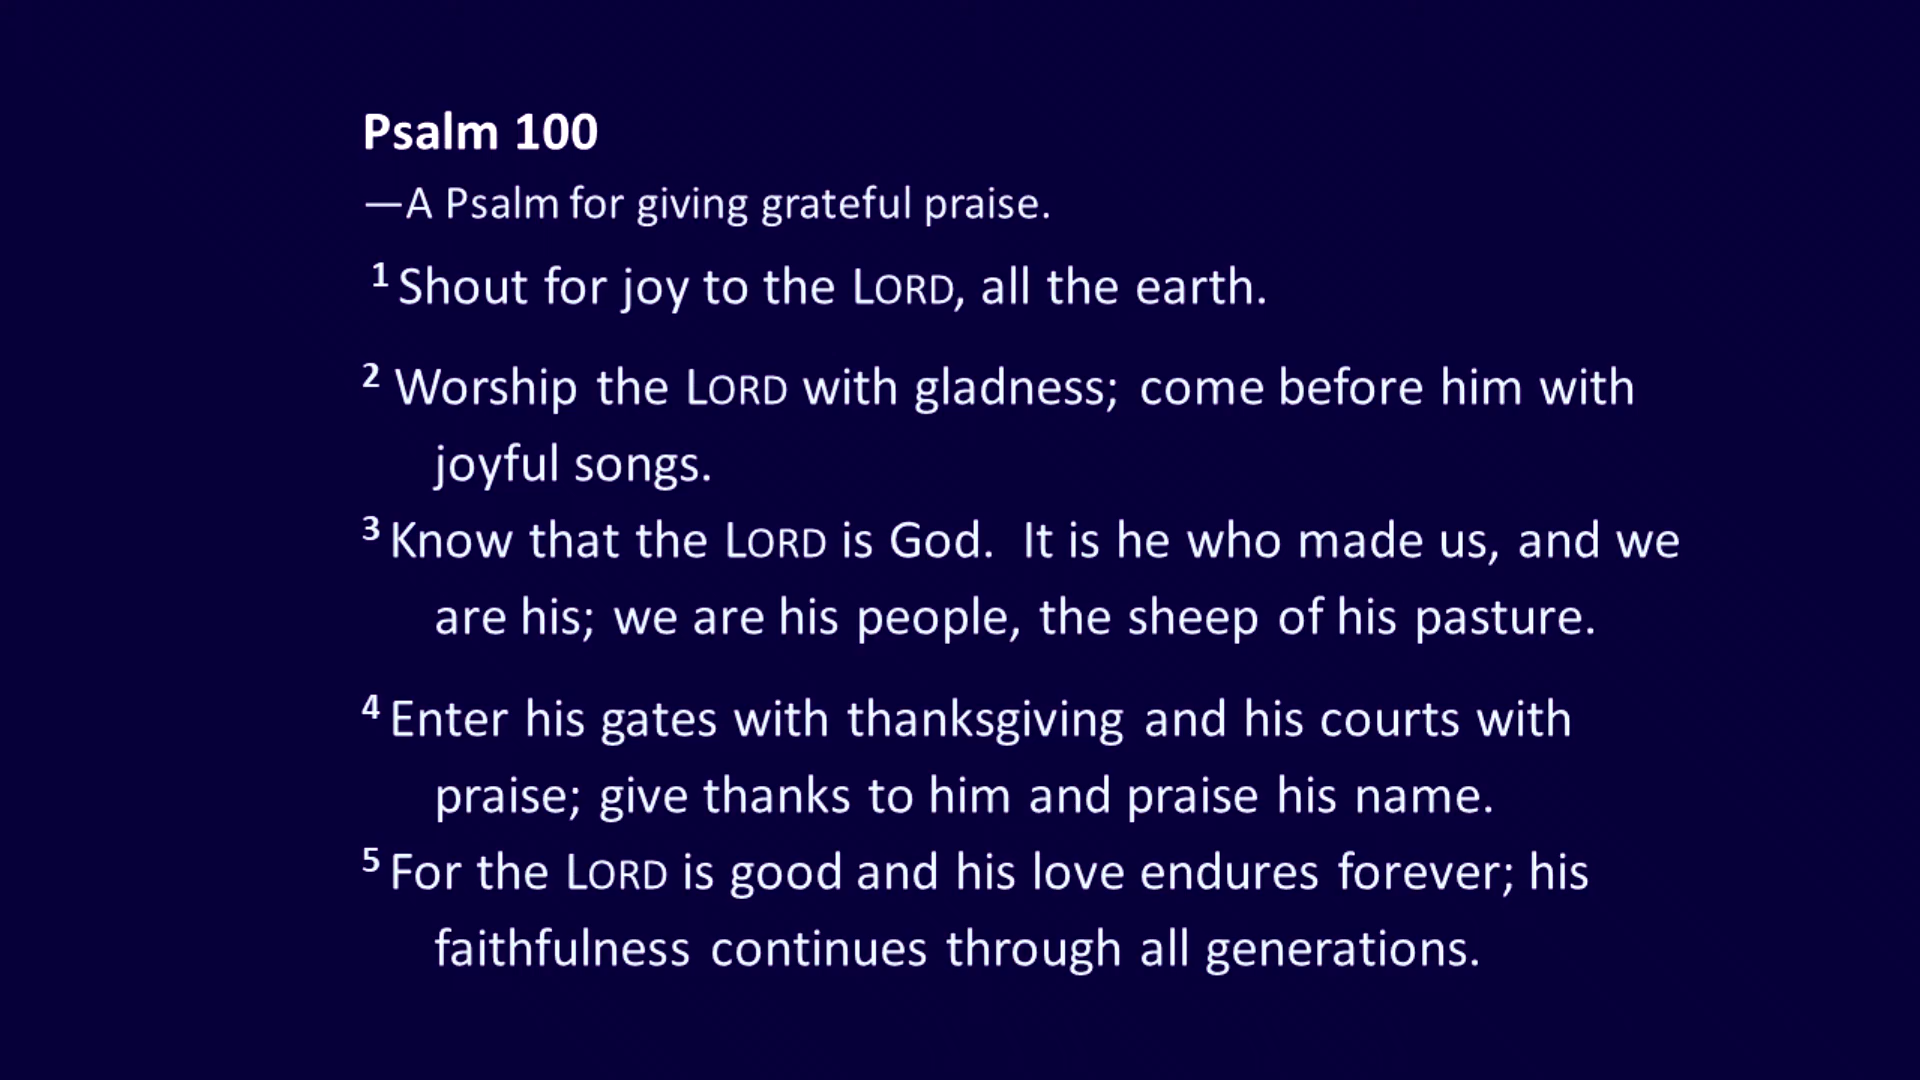 Psalm 100
—A Psalm for giving grateful praise.
1 Shout for joy to the LORD, all the earth.
2 Worship the LORD with gladness; come before him with
joyful songs.
3 Know that the LORD is God. It is he who made us, and we
are his; we are his people, the sheep of his pasture.
4 Enter his gates with thanksgiving and his courts with
praise; give thanks to him and praise his name.
5 For the LORD is good and his love endures forever; his
faithfulness continues through all generations.